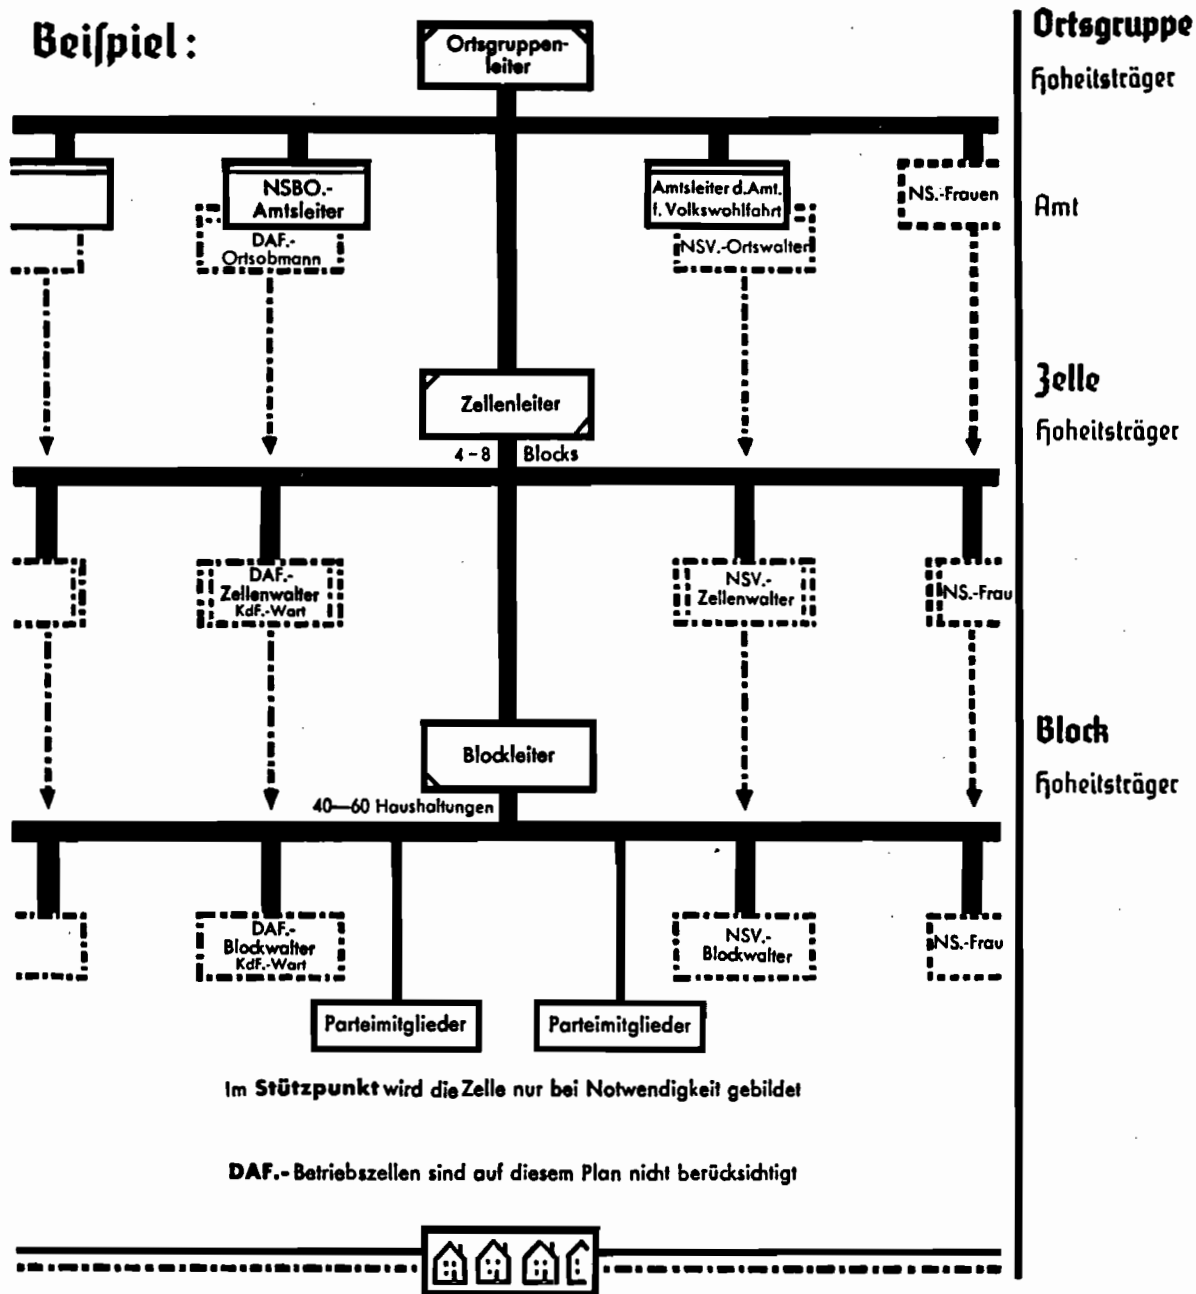 Beispiel:
Ortsgruppen-
leiter
Ortsgruppe
Hoheitsträger
NSBO.-
Amtsleiter
DAF.-
Ortsobmann
Amtsleiter d. Amt.
f. Volkswohlfahrt
NSV.-Ortswalter
NS.-Frauen
Amt
Zellenleiter
4-8 Blocks
Zelle
Hoheitsträger
DAF.-
Zellenwalter
KdF.-Wart
NSV.-
Zellenwalter
NS.-Frau
Blockleiter
40—60 Haushaltungen
Block
Hoheitsträger
DAF.-
Blockwalter
KdF.-Wart
NSV.-
Blockwalter
NS.-Frau
Parteimitglieder
Parteimitglieder
Im Stützpunkt wird die Zelle nur bei Notwendigkeit gebildet
DAF.-Betriebszellen sind auf diesem Plan nicht berücksichtigt